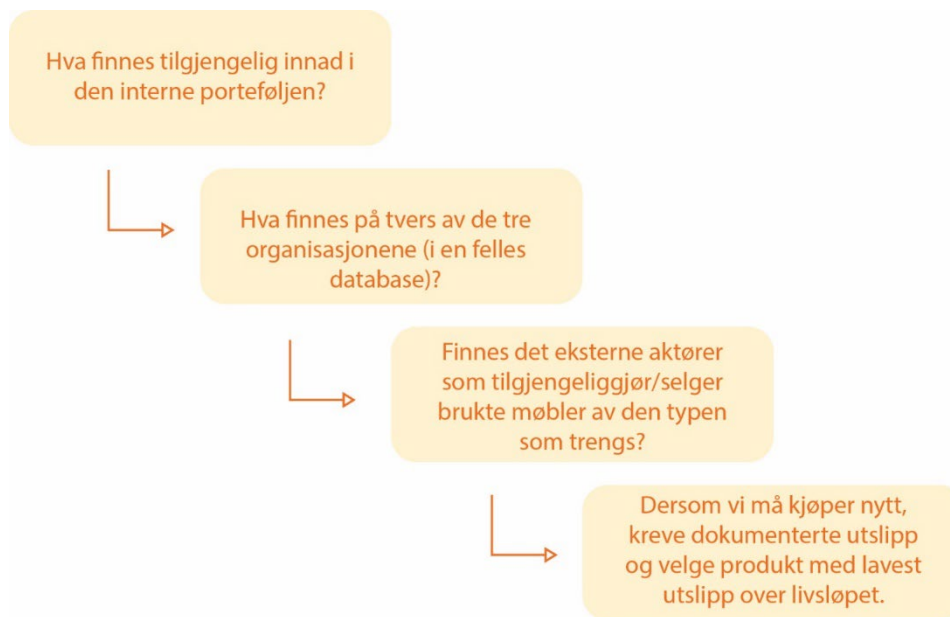 Hva finnes tilgjengelig innad i
den interne porteføljen?
Hva finnes på tvers av de tre
organisasjonene (i en felles
database)?
Finnes det eksterne aktører
som tilgjengeliggjør/selger
brukte møbler av den typen
som trengs?
Dersom vi må kjøper nytt,
kreve dokumenterte utslipp
og velge produkt med lavest
utslipp over livsløpet.